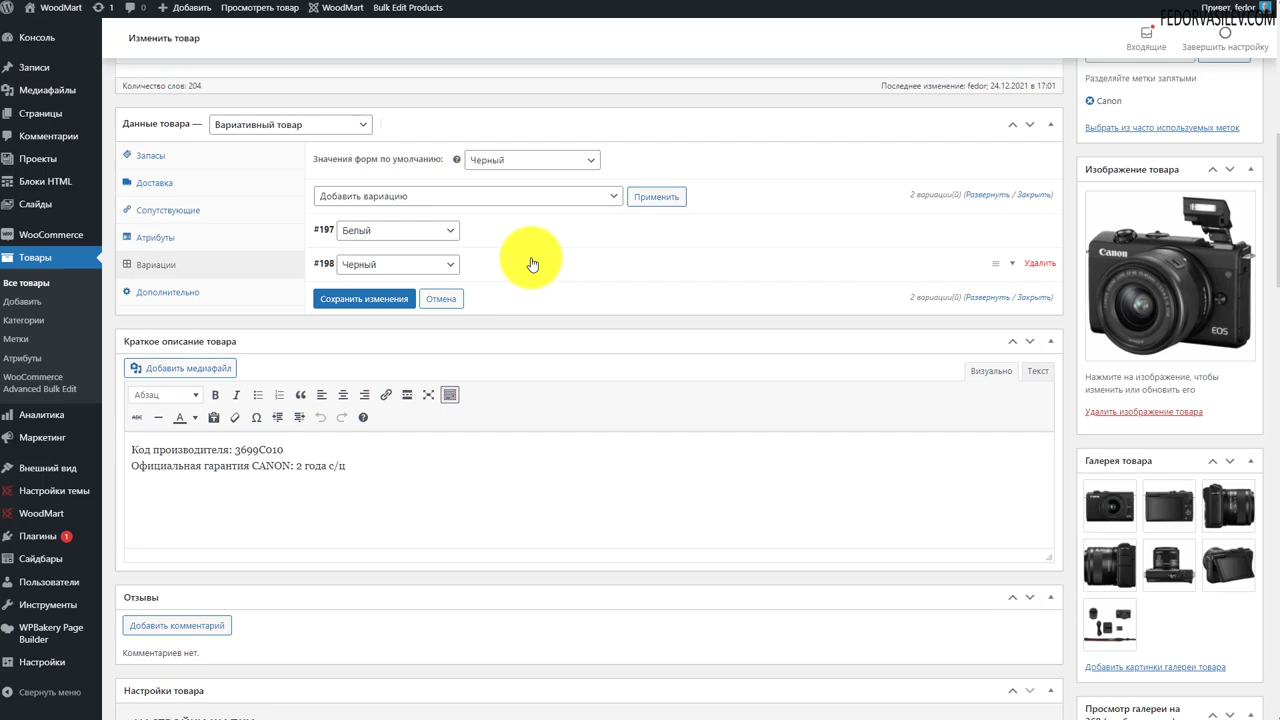 WoodMart 1 0 Добавить Просмотреть товар WoodMart Bulk Edit Products Привет, fedor
FEDORVASILEV.COM
Изменить товар
Входящие
Завершить настройку
Консоль
Записи
Медиафайлы
Страницы
Комментарии
Проекты
Блоки HTML
Слайды
WooCommerce
Товары
Все товары
Добавить
Категории
Метки
Атрибуты
WooCommerce
Advanced Bulk Edit
Аналитика
Маркетинг
Внешний вид
Настройки темы
WoodMart
Плагины 1
Сайдбары
Пользователи
Инструменты
WPBakery Page
Builder
Настройки
Свернуть меню
Количество слов: 204
Последнее изменение: fedor; 24.12.2021 в 17:01
Данные товара — Вариативный товар
Запасы
Доставка
Сопутствующие
Атрибуты
Вариации
Дополнительно
Значения форм по умолчанию: Черный
Добавить вариацию Применить 2 вариации(й) (Развернуть / Закрыть)
#197 Белый
#198 Черный Удалить
Сохранить изменения Отмена 2 вариации(й) (Развернуть / Закрыть)
Краткое описание товара
Добавить медиафайл
Визуально Текст
Абзац
Код производителя: 3699C010
Официальная гарантия CANON: 2 года с/ц
Отзывы
Добавить комментарий
Комментариев нет.
Настройки товара
Разделяйте метки запятыми
Canon
Выбрать из часто используемых меток
Изображение товара
Canon
EOS
Нажмите на изображение, чтобы
изменить или обновить его
Удалить изображение товара
Галерея товара
Добавить картинки галереи товара
Просмотр галереи на